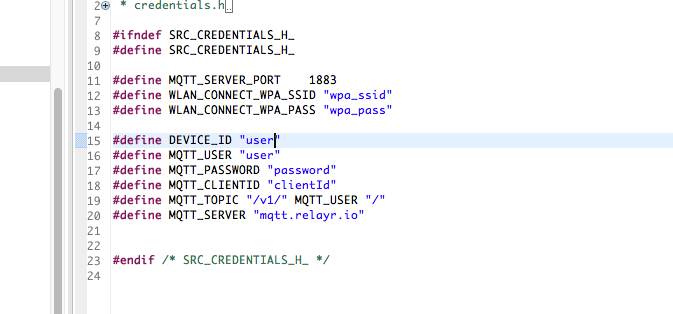 2 * credentials.h
7
8 #ifndef SRC_CREDENTIALS_H_
9 #define SRC_CREDENTIALS_H_
10
11 #define MQTT_SERVER_PORT    1883
12 #define WLAN_CONNECT_WPA_SSID "wpa_ssid"
13 #define WLAN_CONNECT_WPA_PASS "wpa_pass"
14
15 #define DEVICE_ID "user"
16 #define MQTT_USER "user"
17 #define MQTT_PASSWORD "password"
18 #define MQTT_CLIENTID "clientId"
19 #define MQTT_TOPIC "/v1/" MQTT_USER "/"
20 #define MQTT_SERVER "mqtt.relayr.io"
21
22
23 #endif /* SRC_CREDENTIALS_H_ */
24